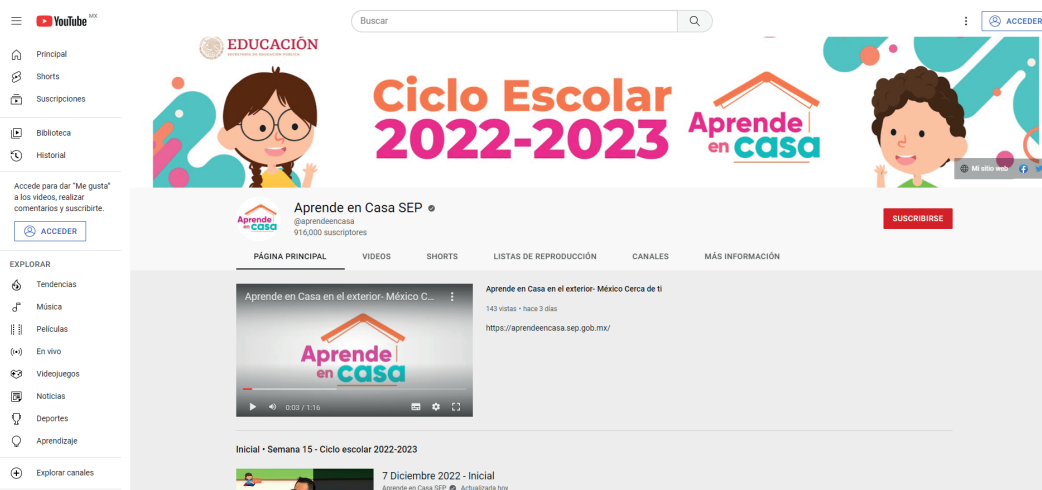 YouTube MX
Buscar
ACCEDER
Principal
Shorts
Suscripciones
Biblioteca
Historial
Accede para dar "Me gusta"
a los videos, realizar
comentarios y suscribirte.
ACCEDER
EXPLORAR
Tendencias
Música
Películas
En vivo
Videojuegos
Noticias
Deportes
Aprendizaje
Explorar canales
EDUCACIÓN
SECRETARÍA DE EDUCACIÓN PÚBLICA
Ciclo Escolar
2022-2023
Aprende
en casa
Mi sitio web
Aprende
en casa
Aprende en Casa SEP
@aprendeencasa
916,000 suscriptores
SUSCRIBIRSE
PÁGINA PRINCIPAL VIDEOS SHORTS LISTAS DE REPRODUCCIÓN CANALES MÁS INFORMACIÓN
Aprende en Casa en el exterior- México C...
Aprende
en casa
0:03 / 1:16
Aprende en Casa en el exterior- México Cerca de ti
143 vistas • hace 3 días
https://aprendeencasa.sep.gob.mx/
Inicial • Semana 15 - Ciclo escolar 2022-2023
7 Diciembre 2022 - Inicial
Aprende en Casa SEP Actualizada hoy